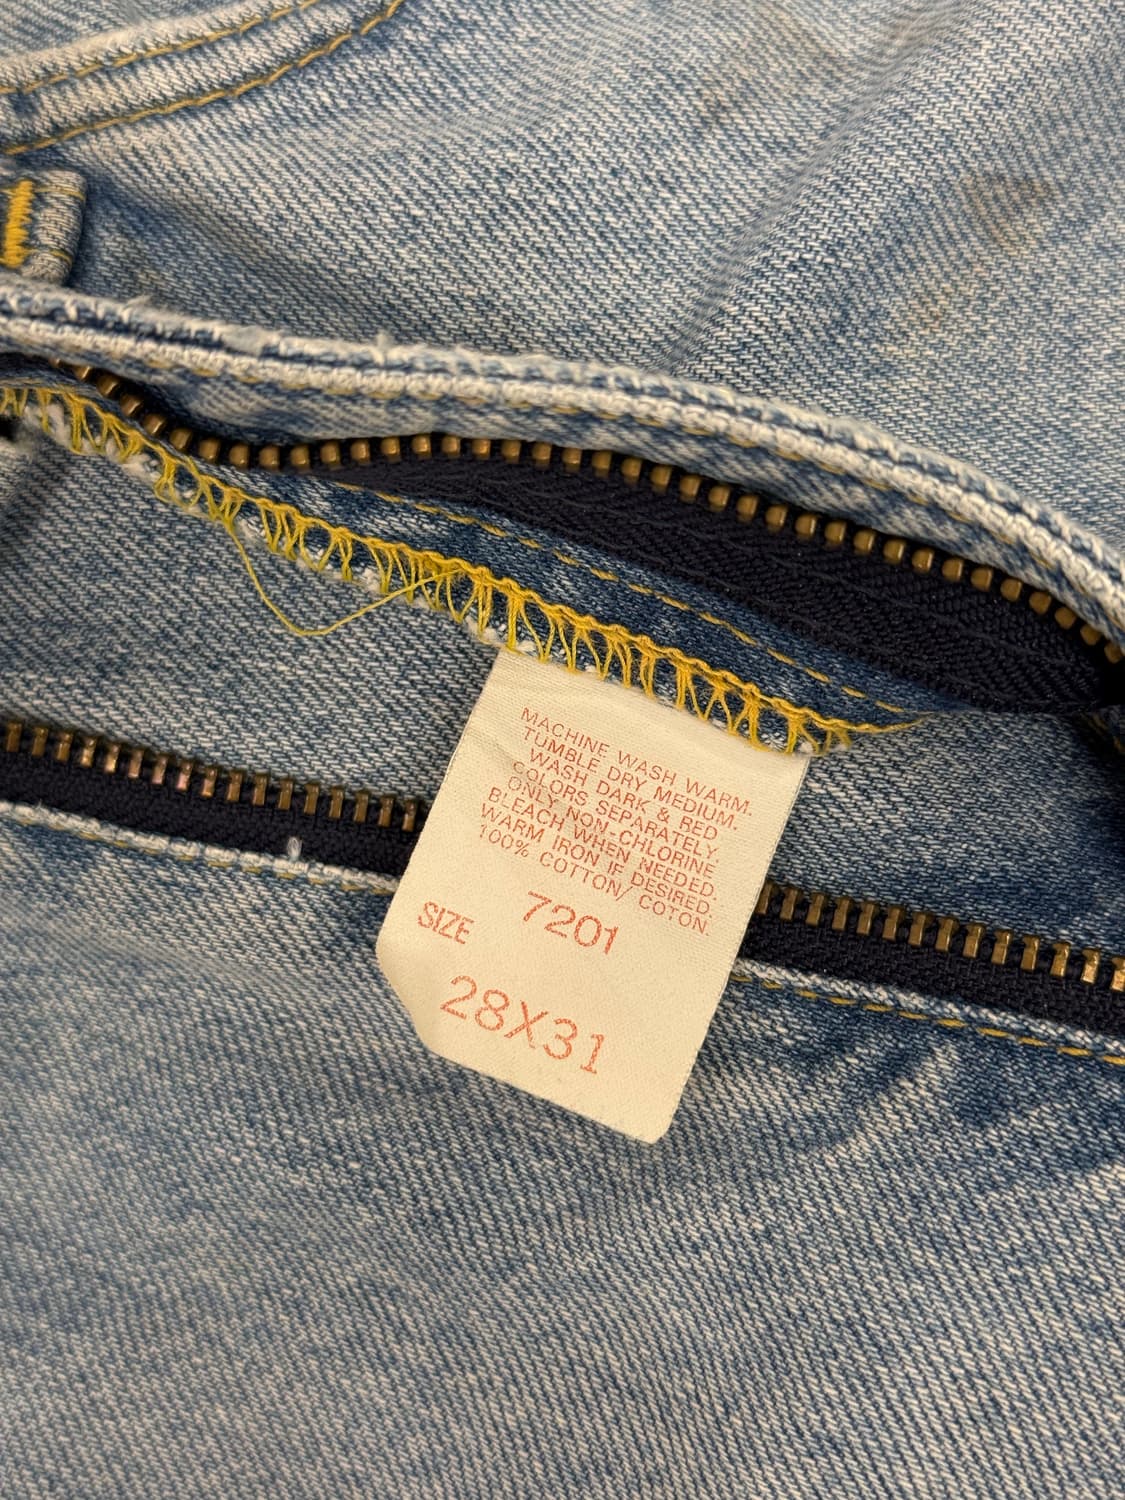 MACHINE WASH WARM.
TUMBLE DRY MEDIUM.
WASH DARK & RED
COLORS SEPARATELY.
ONLY NON-CHLORINE
BLEACH WHEN NEEDED.
WARM IRON IF DESIRED.
100% COTTON/ COTON.
7201
SIZE
28X31